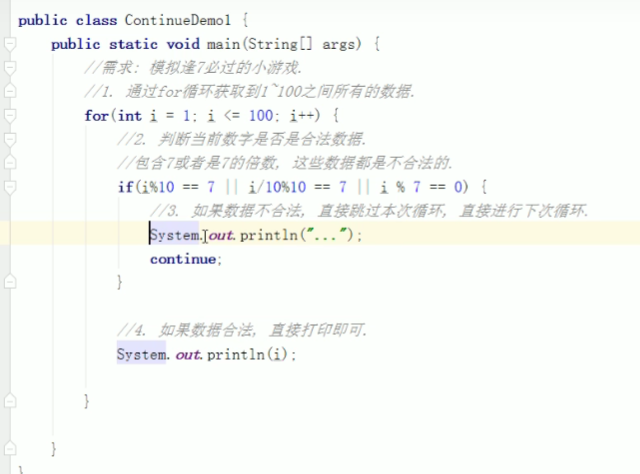 public class ContinueDemo1 {
public static void main(String[] args) {
//需求: 模拟逢7必过的小游戏.
//1. 通过for循环获取到1~100之间所有的数据.
for(int i = 1; i <= 100; i++) {
//2. 判断当前数字是否是合法数据.
//包含7或者是7的倍数, 这些数据都是不合法的.
if(i%10 == 7 || i/10%10 == 7 || i % 7 == 0) {
//3. 如果数据不合法, 直接跳过本次循环, 直接进行下次循环.
System.out.println("...");
continue;
}
//4. 如果数据合法, 直接打印即可.
System.out.println(i);
}
}
}